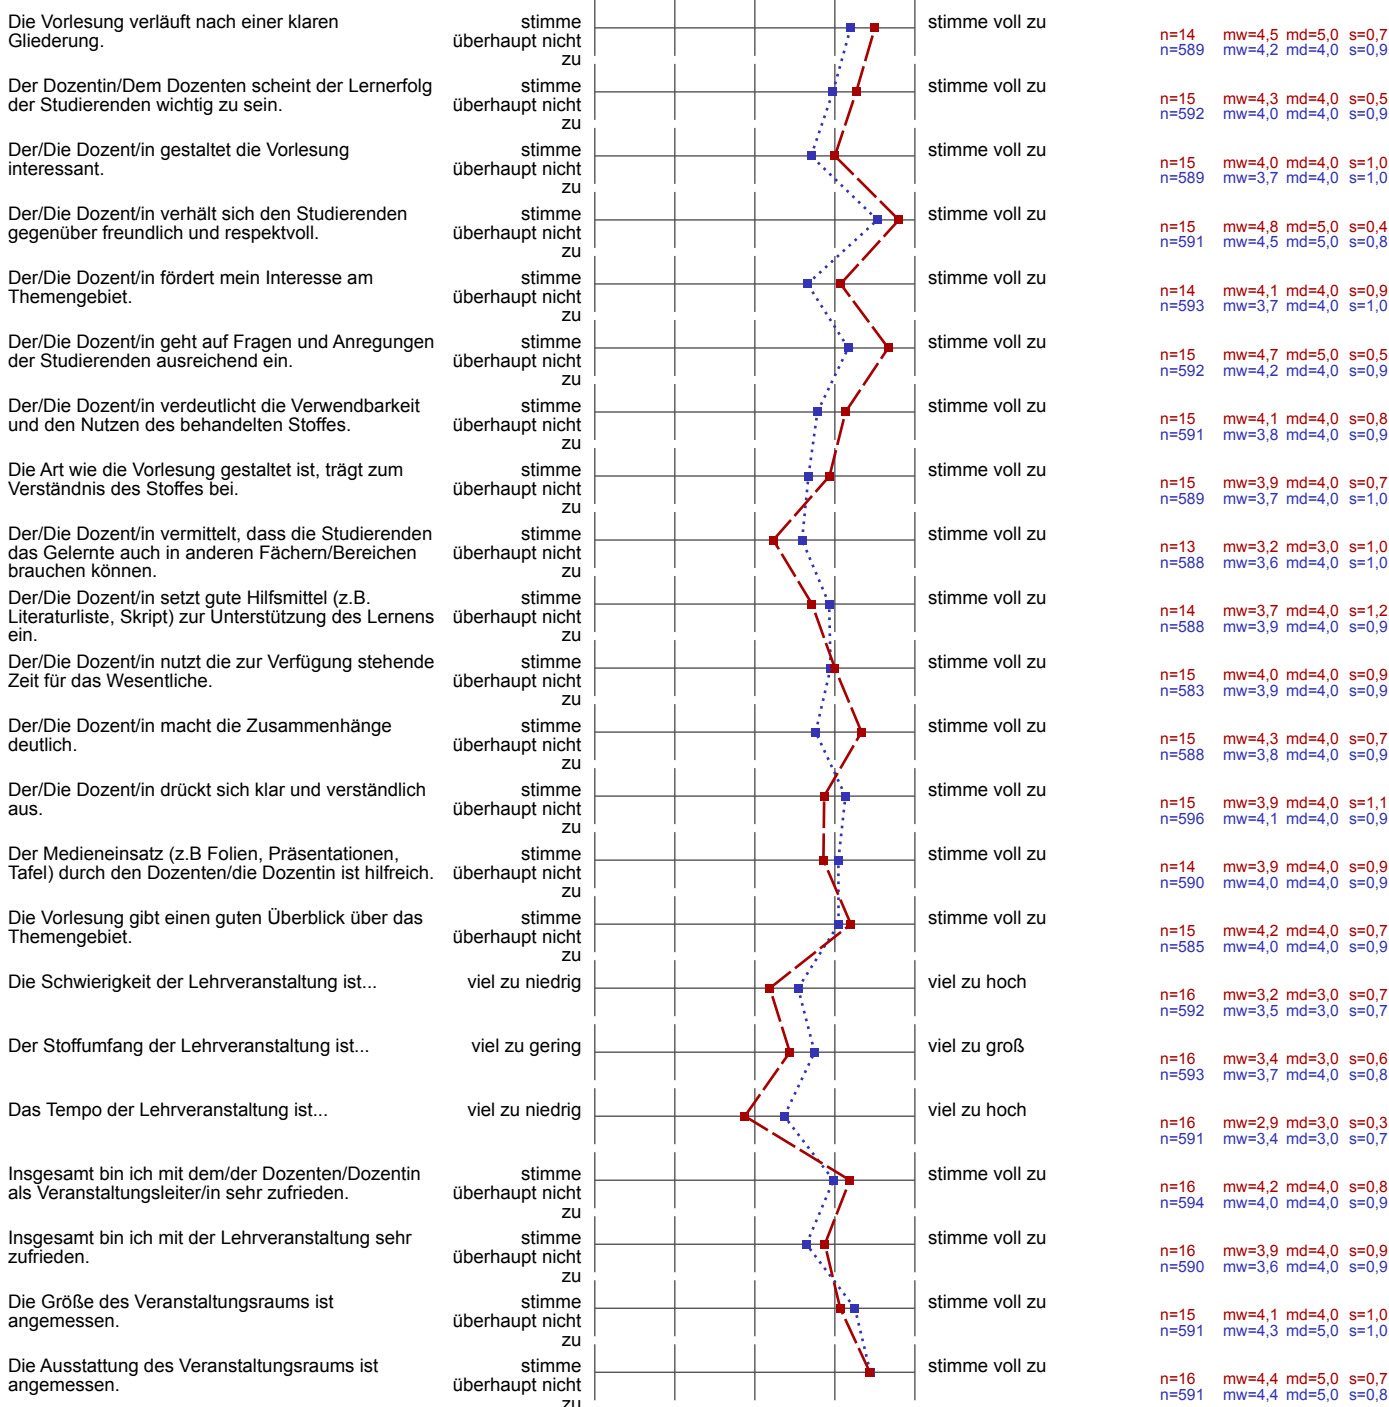 Die Vorlesung verläuft nach einer klaren
Gliederung.
stimme
überhaupt nicht
zu
stimme voll zu
n=14 mw=4,5 md=5,0 s=0,7
n=589 mw=4,2 md=4,0 s=0,9
Der Dozentin/Dem Dozenten scheint der Lernerfolg
der Studierenden wichtig zu sein.
stimme
überhaupt nicht
zu
stimme voll zu
n=15 mw=4,3 md=4,0 s=0,5
n=592 mw=4,0 md=4,0 s=0,9
Der/Die Dozent/in gestaltet die Vorlesung
interessant.
stimme
überhaupt nicht
zu
stimme voll zu
n=15 mw=4,0 md=4,0 s=1,0
n=589 mw=3,7 md=4,0 s=1,0
Der/Die Dozent/in verhält sich den Studierenden
gegenüber freundlich und respektvoll.
stimme
überhaupt nicht
zu
stimme voll zu
n=15 mw=4,8 md=5,0 s=0,4
n=591 mw=4,5 md=5,0 s=0,8
Der/Die Dozent/in fördert mein Interesse am
Themengebiet.
stimme
überhaupt nicht
zu
stimme voll zu
n=14 mw=4,1 md=4,0 s=0,9
n=593 mw=3,7 md=4,0 s=1,0
Der/Die Dozent/in geht auf Fragen und Anregungen
der Studierenden ausreichend ein.
stimme
überhaupt nicht
zu
stimme voll zu
n=15 mw=4,7 md=5,0 s=0,5
n=592 mw=4,2 md=4,0 s=0,9
Der/Die Dozent/in verdeutlicht die Verwendbarkeit
und den Nutzen des behandelten Stoffes.
stimme
überhaupt nicht
zu
stimme voll zu
n=15 mw=4,1 md=4,0 s=0,8
n=591 mw=3,8 md=4,0 s=0,9
Die Art wie die Vorlesung gestaltet ist, trägt zum
Verständnis des Stoffes bei.
stimme
überhaupt nicht
zu
stimme voll zu
n=15 mw=3,9 md=4,0 s=0,7
n=589 mw=3,7 md=4,0 s=1,0
Der/Die Dozent/in vermittelt, dass die Studierenden
das Gelernte auch in anderen Fächern/Bereichen
brauchen können.
stimme
überhaupt nicht
zu
stimme voll zu
n=13 mw=3,2 md=3,0 s=1,0
n=588 mw=3,6 md=4,0 s=1,0
Der/Die Dozent/in setzt gute Hilfsmittel (z.B.
Literaturliste, Skript) zur Unterstützung des Lernens
ein.
stimme
überhaupt nicht
zu
stimme voll zu
n=14 mw=3,7 md=4,0 s=1,2
n=588 mw=3,9 md=4,0 s=0,9
Der/Die Dozent/in nutzt die zur Verfügung stehende
Zeit für das Wesentliche.
stimme
überhaupt nicht
zu
stimme voll zu
n=15 mw=4,0 md=4,0 s=0,9
n=583 mw=3,9 md=4,0 s=0,9
Der/Die Dozent/in macht die Zusammenhänge
deutlich.
stimme
überhaupt nicht
zu
stimme voll zu
n=15 mw=4,3 md=4,0 s=0,7
n=588 mw=3,8 md=4,0 s=0,9
Der/Die Dozent/in drückt sich klar und verständlich
aus.
stimme
überhaupt nicht
zu
stimme voll zu
n=15 mw=3,9 md=4,0 s=1,1
n=596 mw=4,1 md=4,0 s=0,9
Der Medieneinsatz (z.B Folien, Präsentationen,
Tafel) durch den Dozenten/die Dozentin ist hilfreich.
stimme
überhaupt nicht
zu
stimme voll zu
n=14 mw=3,9 md=4,0 s=0,9
n=590 mw=4,0 md=4,0 s=0,9
Die Vorlesung gibt einen guten Überblick über das
Themengebiet.
stimme
überhaupt nicht
zu
stimme voll zu
n=15 mw=4,2 md=4,0 s=0,7
n=585 mw=4,0 md=4,0 s=0,9
Die Schwierigkeit der Lehrveranstaltung ist...
viel zu niedrig
viel zu hoch
n=16 mw=3,2 md=3,0 s=0,7
n=592 mw=3,5 md=3,0 s=0,7
Der Stoffumfang der Lehrveranstaltung ist...
viel zu gering
viel zu groß
n=16 mw=3,4 md=3,0 s=0,6
n=593 mw=3,7 md=4,0 s=0,8
Das Tempo der Lehrveranstaltung ist...
viel zu niedrig
viel zu hoch
n=16 mw=2,9 md=3,0 s=0,3
n=591 mw=3,4 md=3,0 s=0,7
Insgesamt bin ich mit dem/der Dozenten/Dozentin
als Veranstaltungsleiter/in sehr zufrieden.
stimme
überhaupt nicht
zu
stimme voll zu
n=16 mw=4,2 md=4,0 s=0,8
n=594 mw=4,0 md=4,0 s=0,9
Insgesamt bin ich mit der Lehrveranstaltung sehr
zufrieden.
stimme
überhaupt nicht
zu
stimme voll zu
n=16 mw=3,9 md=4,0 s=0,9
n=590 mw=3,6 md=4,0 s=0,9
Die Größe des Veranstaltungsraums ist
angemessen.
stimme
überhaupt nicht
zu
stimme voll zu
n=15 mw=4,1 md=4,0 s=1,0
n=591 mw=4,3 md=5,0 s=1,0
Die Ausstattung des Veranstaltungsraums ist
angemessen.
stimme
überhaupt nicht
zu
stimme voll zu
n=16 mw=4,4 md=5,0 s=0,7
n=591 mw=4,4 md=5,0 s=0,8